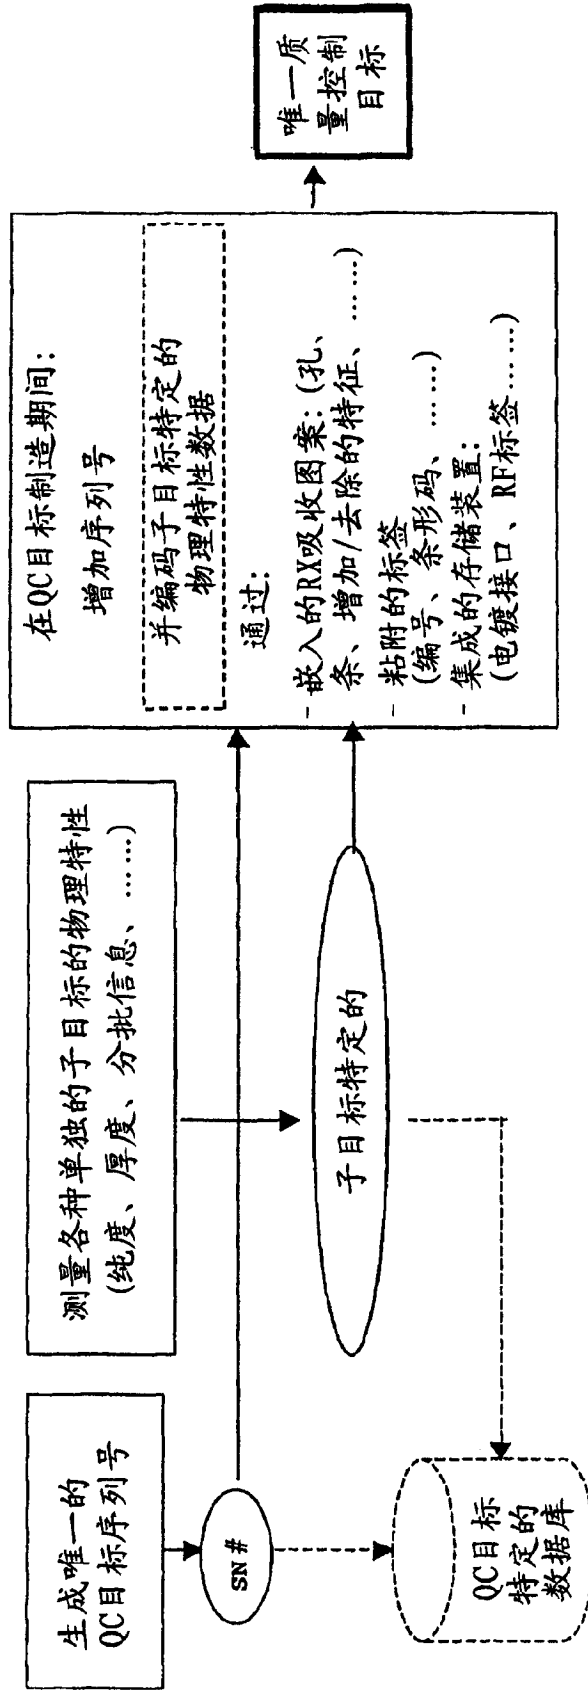 生成唯一的
QC目标序列号
SN#
QC目标
特定的
数据库
测量各种单独的子目标的物理特性
(纯度、厚度、分批信息、……)
子目标特定的
在QC目标制造期间:
增加序列号
并编码子目标特定的
物理特性数据
通过:
- 嵌入的RX吸收图案: (孔、
条、增加/去除的特征、……)
- 粘附的标签
(编号、条形码、……)
- 集成的存储装置:
(电镀接口、RF标签……)
唯一质
量控制
目标